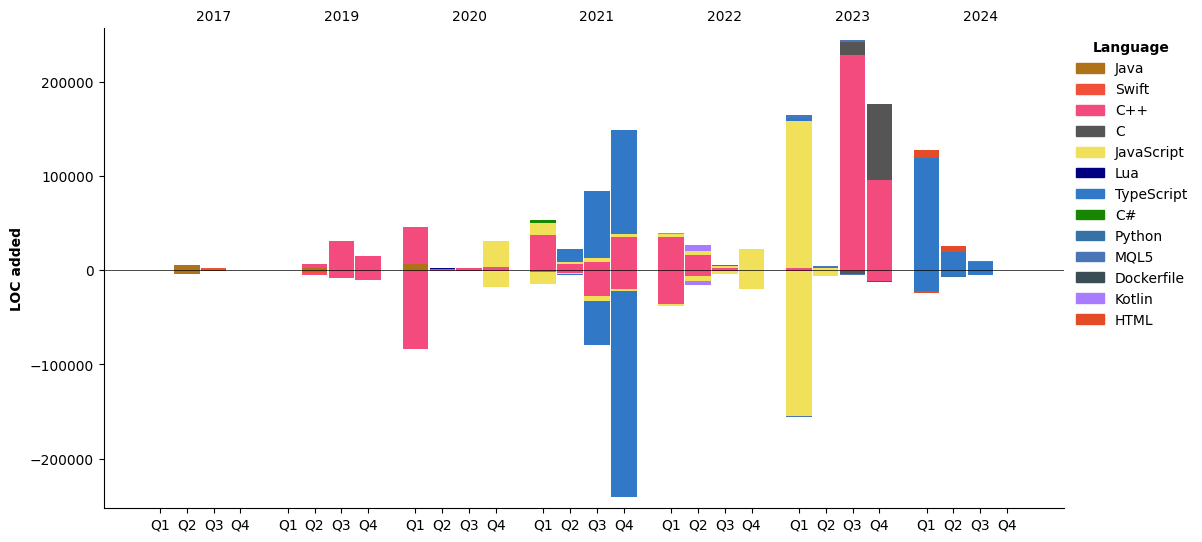 2017 2019 2020 2021 2022 2023 2024
LOC added
200000
100000
0
−100000
−200000
Q1 Q2 Q3 Q4 Q1 Q2 Q3 Q4 Q1 Q2 Q3 Q4 Q1 Q2 Q3 Q4 Q1 Q2 Q3 Q4 Q1 Q2 Q3 Q4 Q1 Q2 Q3 Q4
Language
Java
Swift
C++
C
JavaScript
Lua
TypeScript
C#
Python
MQL5
Dockerfile
Kotlin
HTML